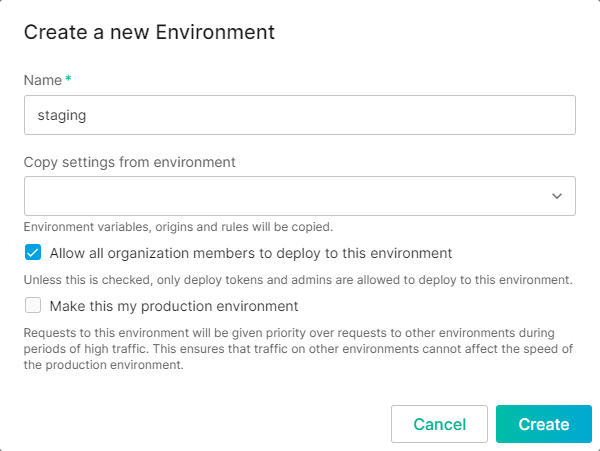 Create a new Environment
Name *
staging
Copy settings from environment
Environment variables, origins and rules will be copied.
Allow all organization members to deploy to this environment
Unless this is checked, only deploy tokens and admins are allowed to deploy to this environment.
Make this my production environment
Requests to this environment will be given priority over requests to other environments during
periods of high traffic. This ensures that traffic on other environments cannot affect the speed of
the production environment.
Cancel
Create